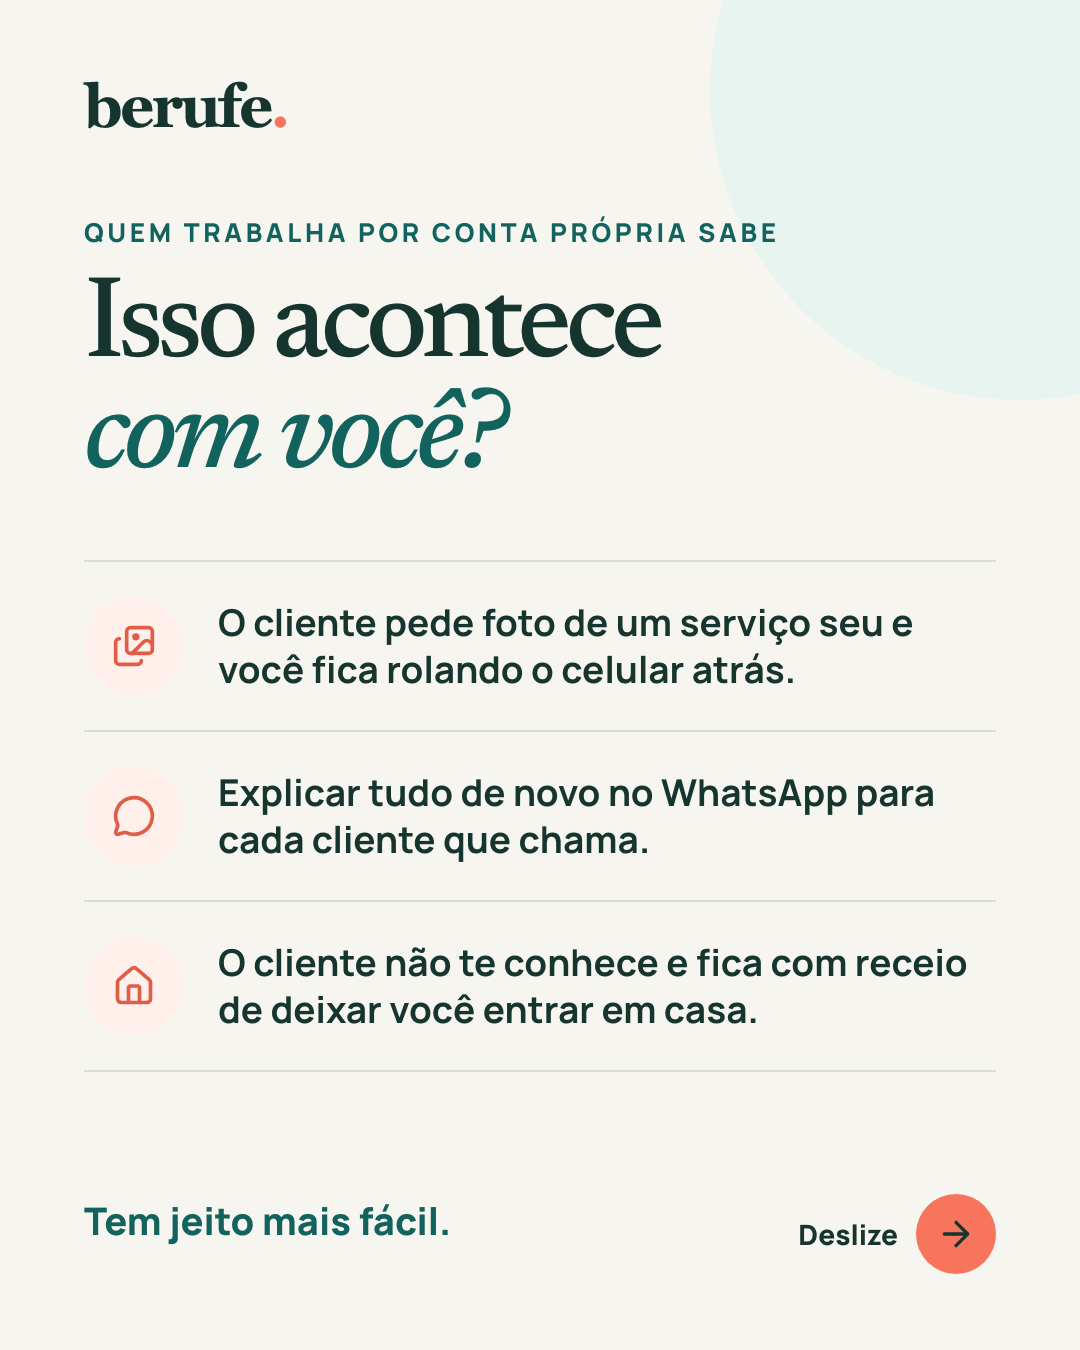 berufe.
QUEM TRABALHA POR CONTA PRÓPRIA SABE
Isso acontece
com você?
O cliente pede foto de um serviço seu e
você fica rolando o celular atrás.
Explicar tudo de novo no WhatsApp para
cada cliente que chama.
O cliente não te conhece e fica com receio
de deixar você entrar em casa.
Tem jeito mais fácil.
Deslize